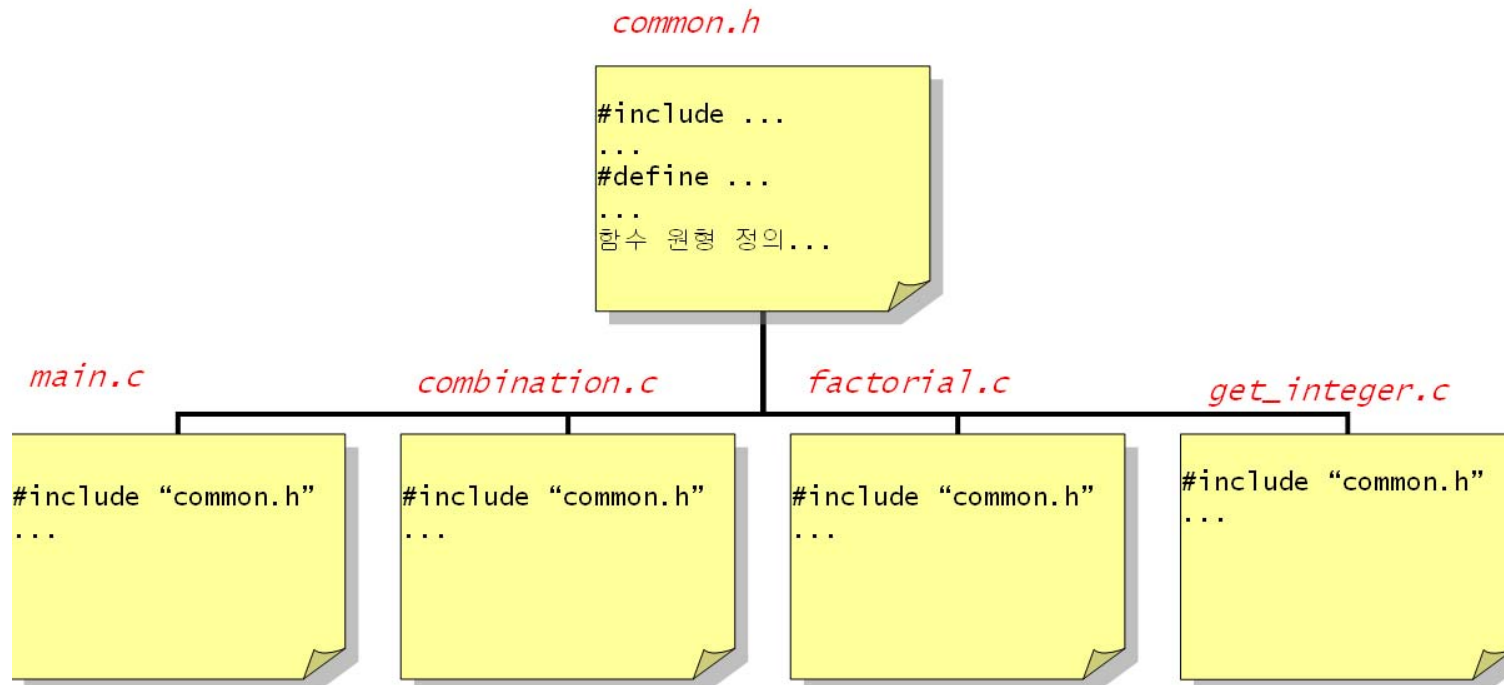 common.h
#include ...
...
#define ...
...
함수 원형 정의...
main.c
combination.c
factorial.c
get_integer.c
#include “common.h”
...
#include “common.h”
...
#include “common.h”
...
#include “common.h”
...